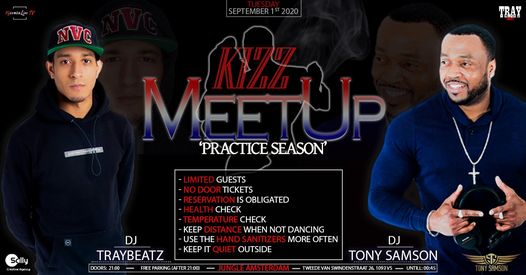 TUESDAY
SEPTEMBER 1ST 2020
TRAY
NVC
NVC
KIZZ
MEETUP
'PRACTICE SEASON'
- LIMITED GUESTS
- NO DOOR TICKETS
- RESERVATION IS OBLIGATED
- HEALTH CHECK
- TEMPERATURE CHECK
- KEEP DISTANCE WHEN NOT DANCING
- USE THE HAND SANITIZERS MORE OFTEN
- KEEP IT QUIET OUTSIDE
DJ
TRAYBEATZ
DJ
TONY SAMSON
TONY SAMSON
DOORS: 21:00
FREE PARKING (AFTER 21:00)
JUNGLE AMSTERDAM
TWEEDE VAN SWINDENSTRAAT 26, 1093 VS
UNTILL: 00:45